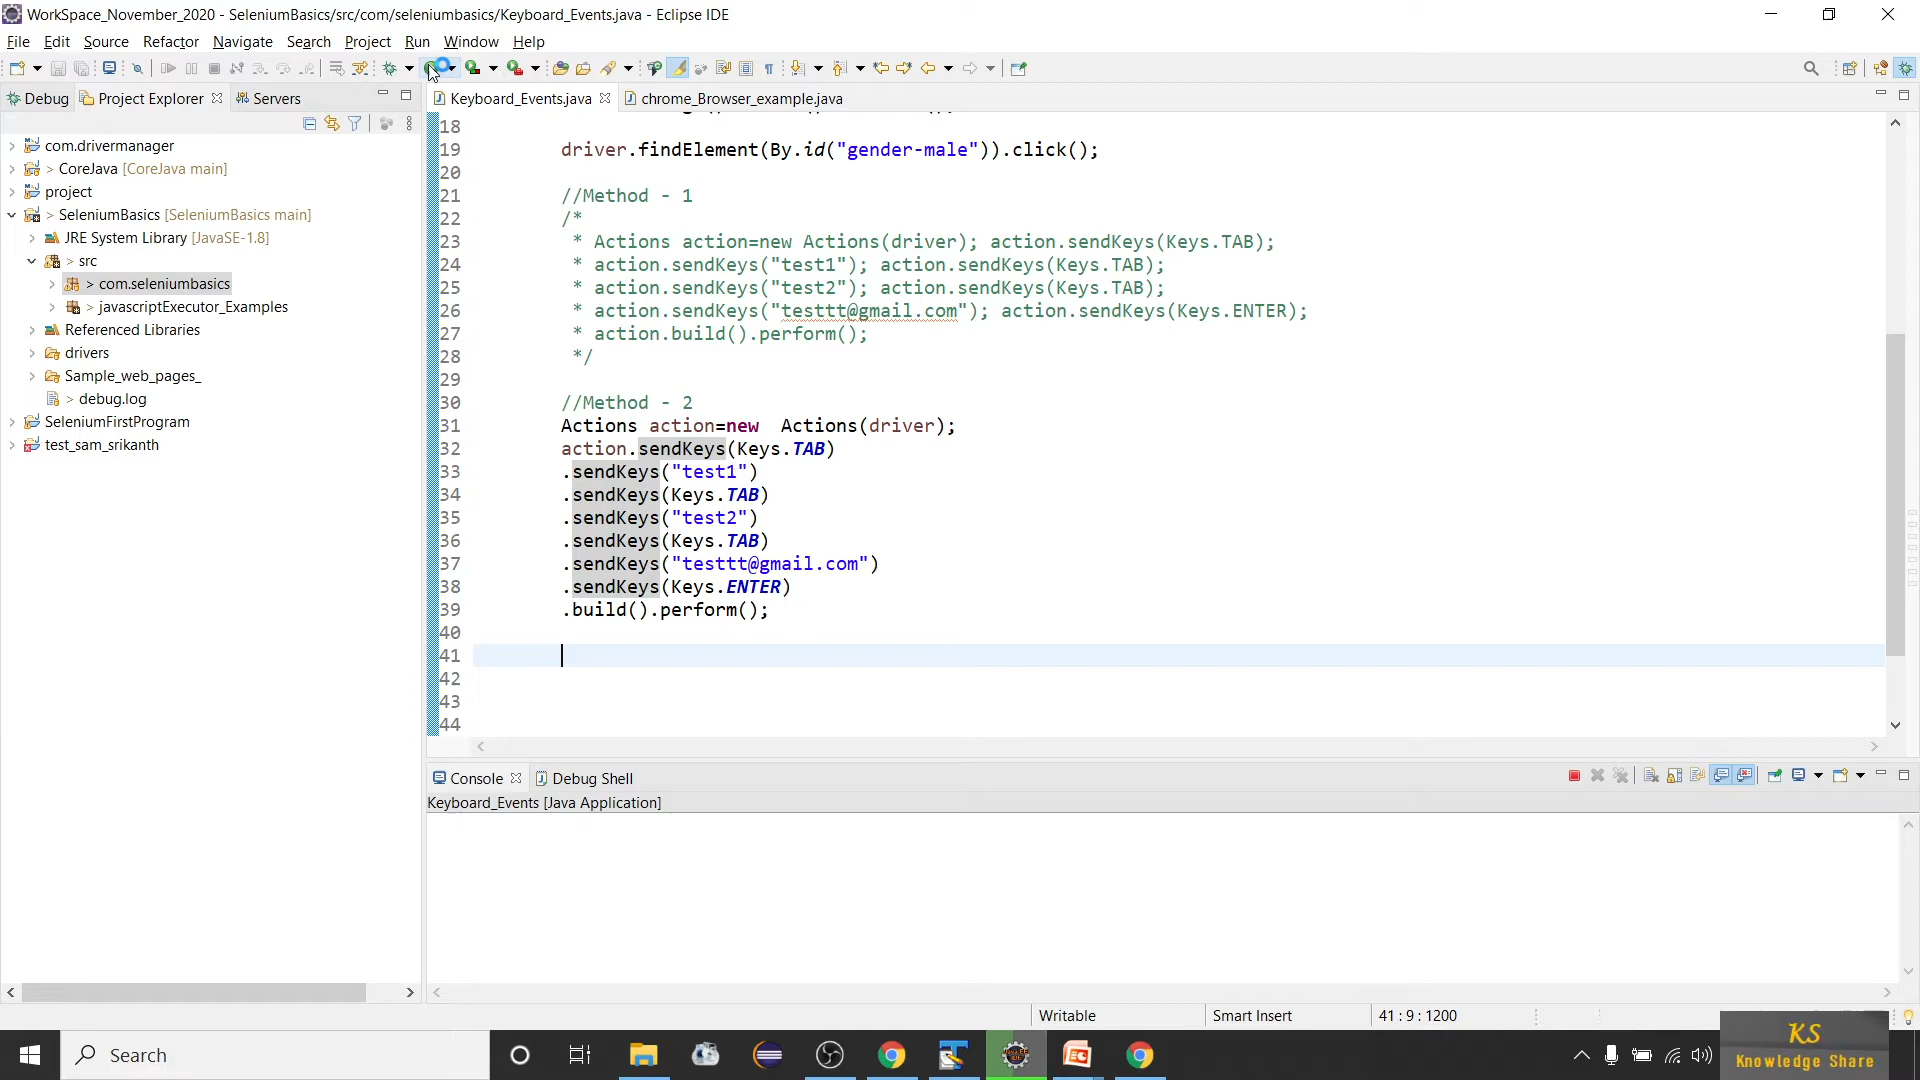 WorkSpace_November_2020 - SeleniumBasics/src/com/seleniumbasics/Keyboard_Events.java - Eclipse IDE
File Edit Source Refactor Navigate Search Project Run Window Help
Debug Project Explorer Servers
Keyboard_Events.java chrome_Browser_example.java
com.drivermanager
> CoreJava [CoreJava main]
project
> SeleniumBasics [SeleniumBasics main]
JRE System Library [JavaSE-1.8]
> src
> com.seleniumbasics
> javascriptExecutor_Examples
Referenced Libraries
drivers
Sample_web_pages_
> debug.log
SeleniumFirstProgram
test_sam_srikanth
18
19 driver.findElement(By.id("gender-male")).click();
20
21 //Method - 1
22 /*
23 * Actions action=new Actions(driver); action.sendKeys(Keys.TAB);
24 * action.sendKeys("test1"); action.sendKeys(Keys.TAB);
25 * action.sendKeys("test2"); action.sendKeys(Keys.TAB);
26 * action.sendKeys("testtt@gmail.com"); action.sendKeys(Keys.ENTER);
27 * action.build().perform();
28 */
29
30 //Method - 2
31 Actions action=new  Actions(driver);
32 action.sendKeys(Keys.TAB)
33 .sendKeys("test1")
34 .sendKeys(Keys.TAB)
35 .sendKeys("test2")
36 .sendKeys(Keys.TAB)
37 .sendKeys("testtt@gmail.com")
38 .sendKeys(Keys.ENTER)
39 .build().perform();
40
41
42
43
44
Console Debug Shell
Keyboard_Events [Java Application]
Writable Smart Insert 41 : 9 : 1200
Search
KS
Knowledge Share